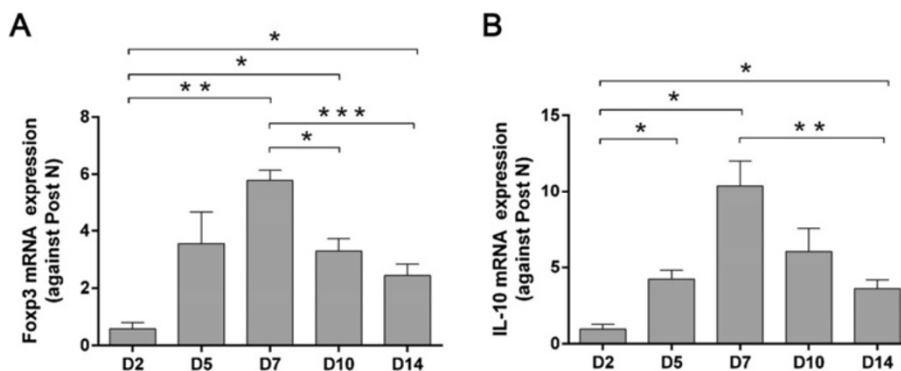 A
*
*
* *
* * *
*
Foxp3 mRNA expression
(against Post N)
8
6
4
2
0
D2 D5 D7 D10 D14
B
*
*
*
* *
IL-10 mRNA expression
(against Post N)
15
10
5
0
D2 D5 D7 D10 D14